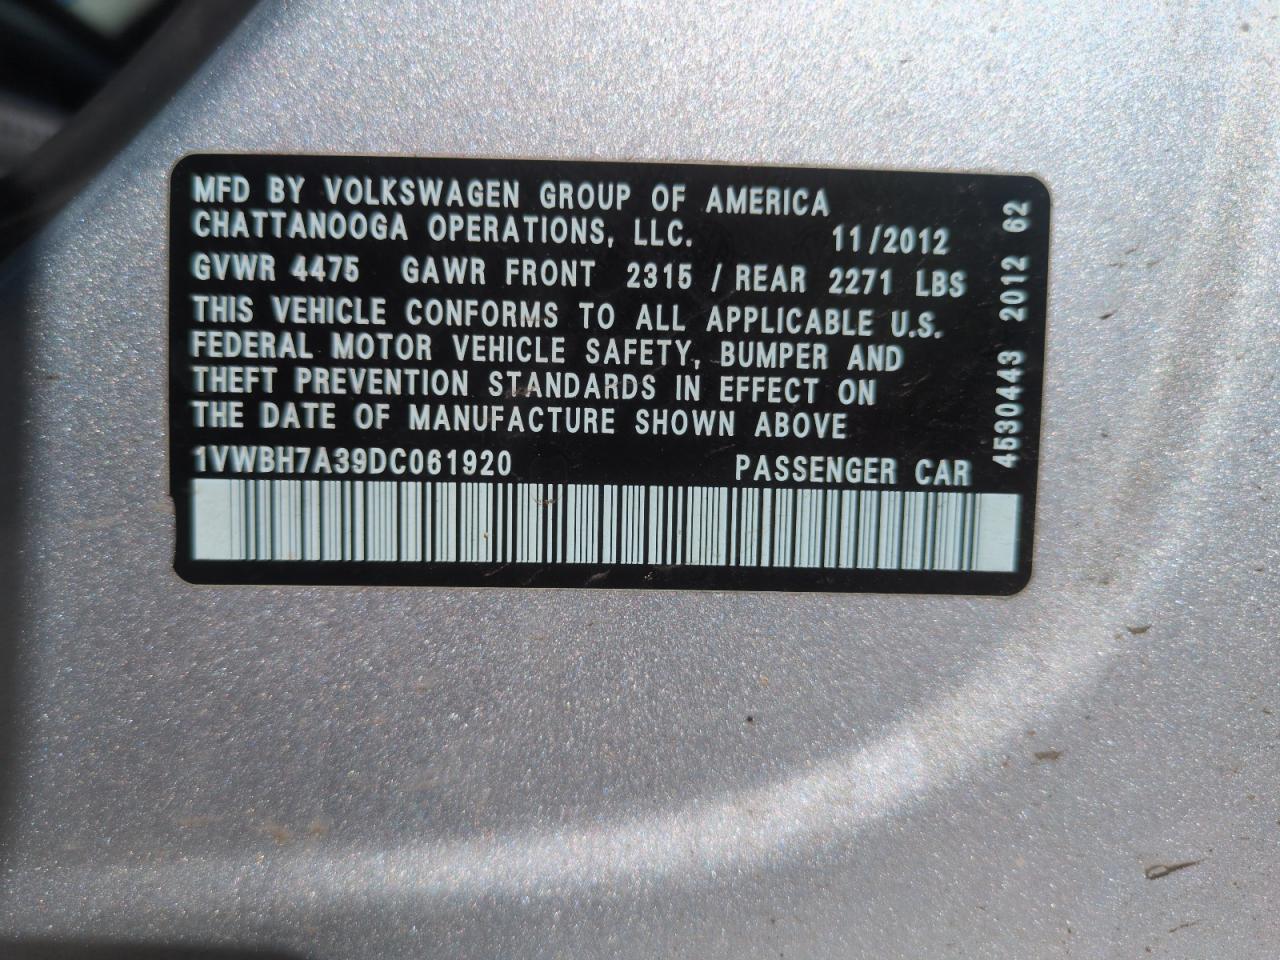 MFD BY VOLKSWAGEN GROUP OF AMERICA
CHATTANOOGA OPERATIONS, LLC. 11/2012
GVWR 4475 GAWR FRONT 2315 / REAR 2271 LBS
THIS VEHICLE CONFORMS TO ALL APPLICABLE U.S.
FEDERAL MOTOR VEHICLE SAFETY, BUMPER AND
THEFT PREVENTION STANDARDS IN EFFECT ON
THE DATE OF MANUFACTURE SHOWN ABOVE
1VWBH7A39DC061920 PASSENGER CAR
4530443 2012 62